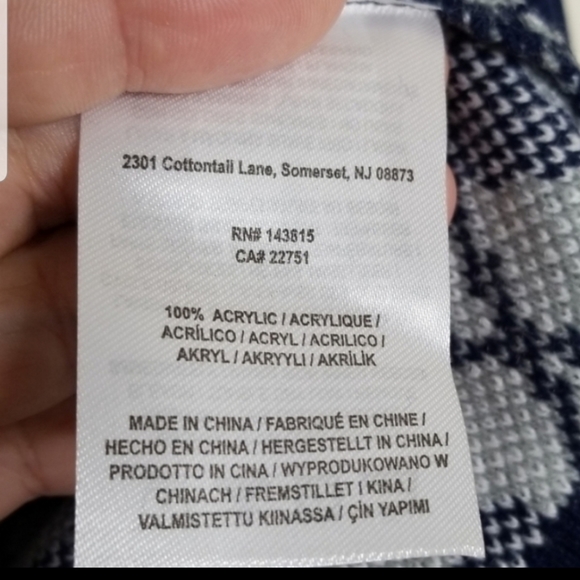 2301 Cottontail Lane, Somerset, NJ 08873
RN# 143815
CA# 22751
100% ACRYLIC / ACRYLIQUE /
ACRÍLICO / ACRYL / ACRILICO /
AKRYL / AKRYYLI / AKRİLİK
MADE IN CHINA / FABRIQUÉ EN CHINE /
HECHO EN CHINA / HERGESTELLT IN CHINA /
PRODOTTO IN CINA / WYPRODUKOWANO W
CHINACH / FREMSTILLET I KINA /
VALMISTETTU KIINASSA / ÇİN YAPIMI